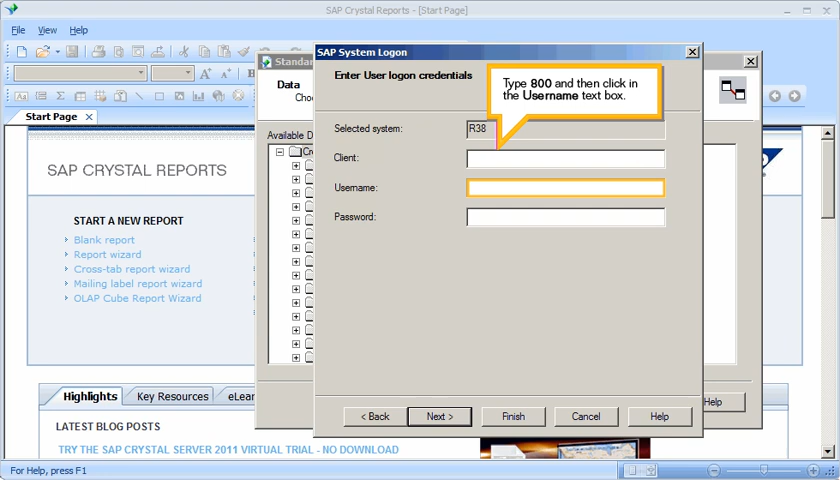 SAP Crystal Reports - [Start Page]
File View Help
Start Page
SAP CRYSTAL REPORTS
START A NEW REPORT
Blank report
Report wizard
Cross-tab report wizard
Mailing label report wizard
OLAP Cube Report Wizard
Highlights
Key Resources
LATEST BLOG POSTS
TRY THE SAP CRYSTAL SERVER 2011 VIRTUAL TRIAL - NO DOWNLOAD
Data
Help
SAP System Logon
Enter User logon credentials
Type 800 and then click in
the Username text box.
Selected system:
R38
Client:
Username:
Password:
< Back
Next >
Finish
Cancel
Help
For Help, press F1